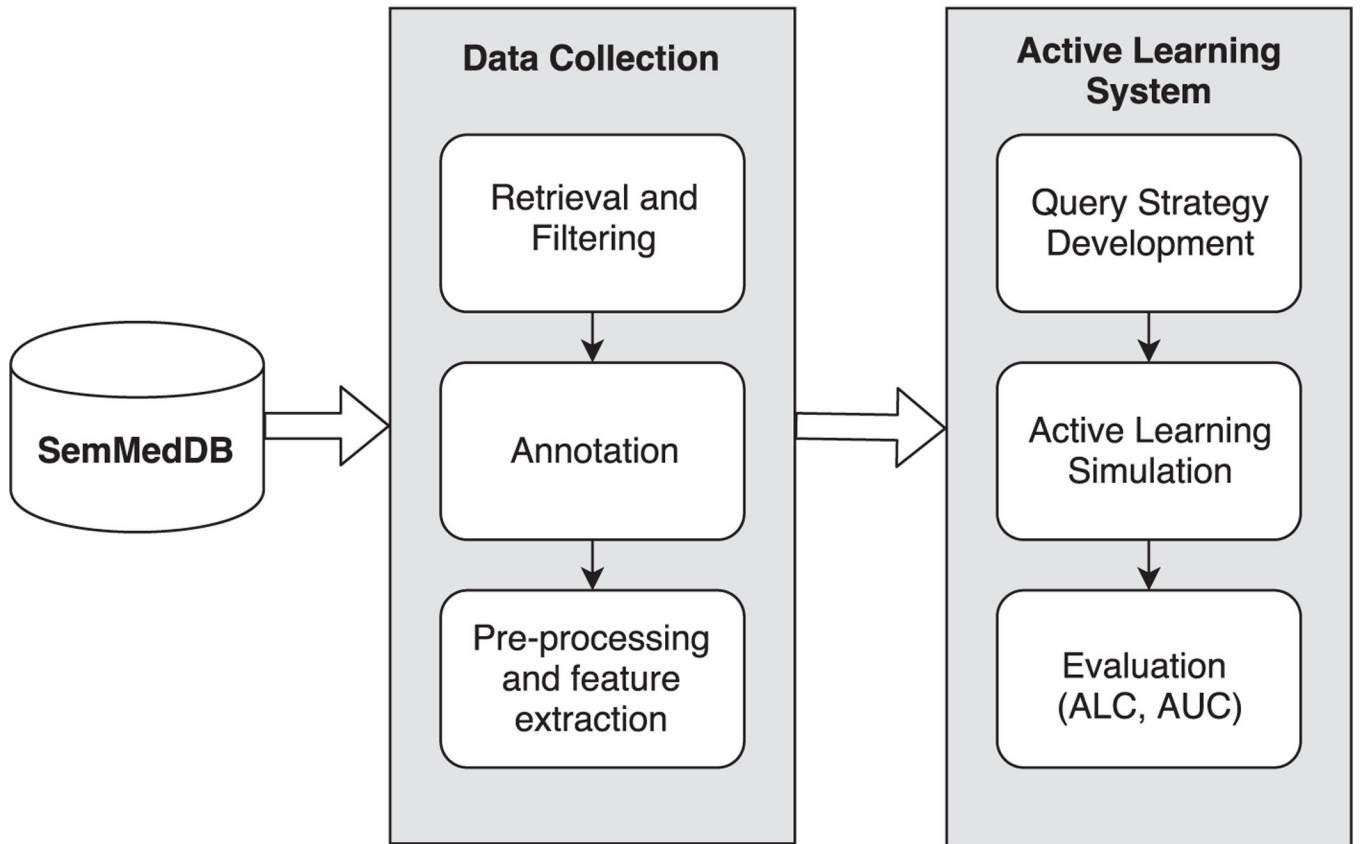 SemMedDB
Data Collection
Retrieval and
Filtering
Annotation
Pre-processing
and feature
extraction
Active Learning
System
Query Strategy
Development
Active Learning
Simulation
Evaluation
(ALC, AUC)